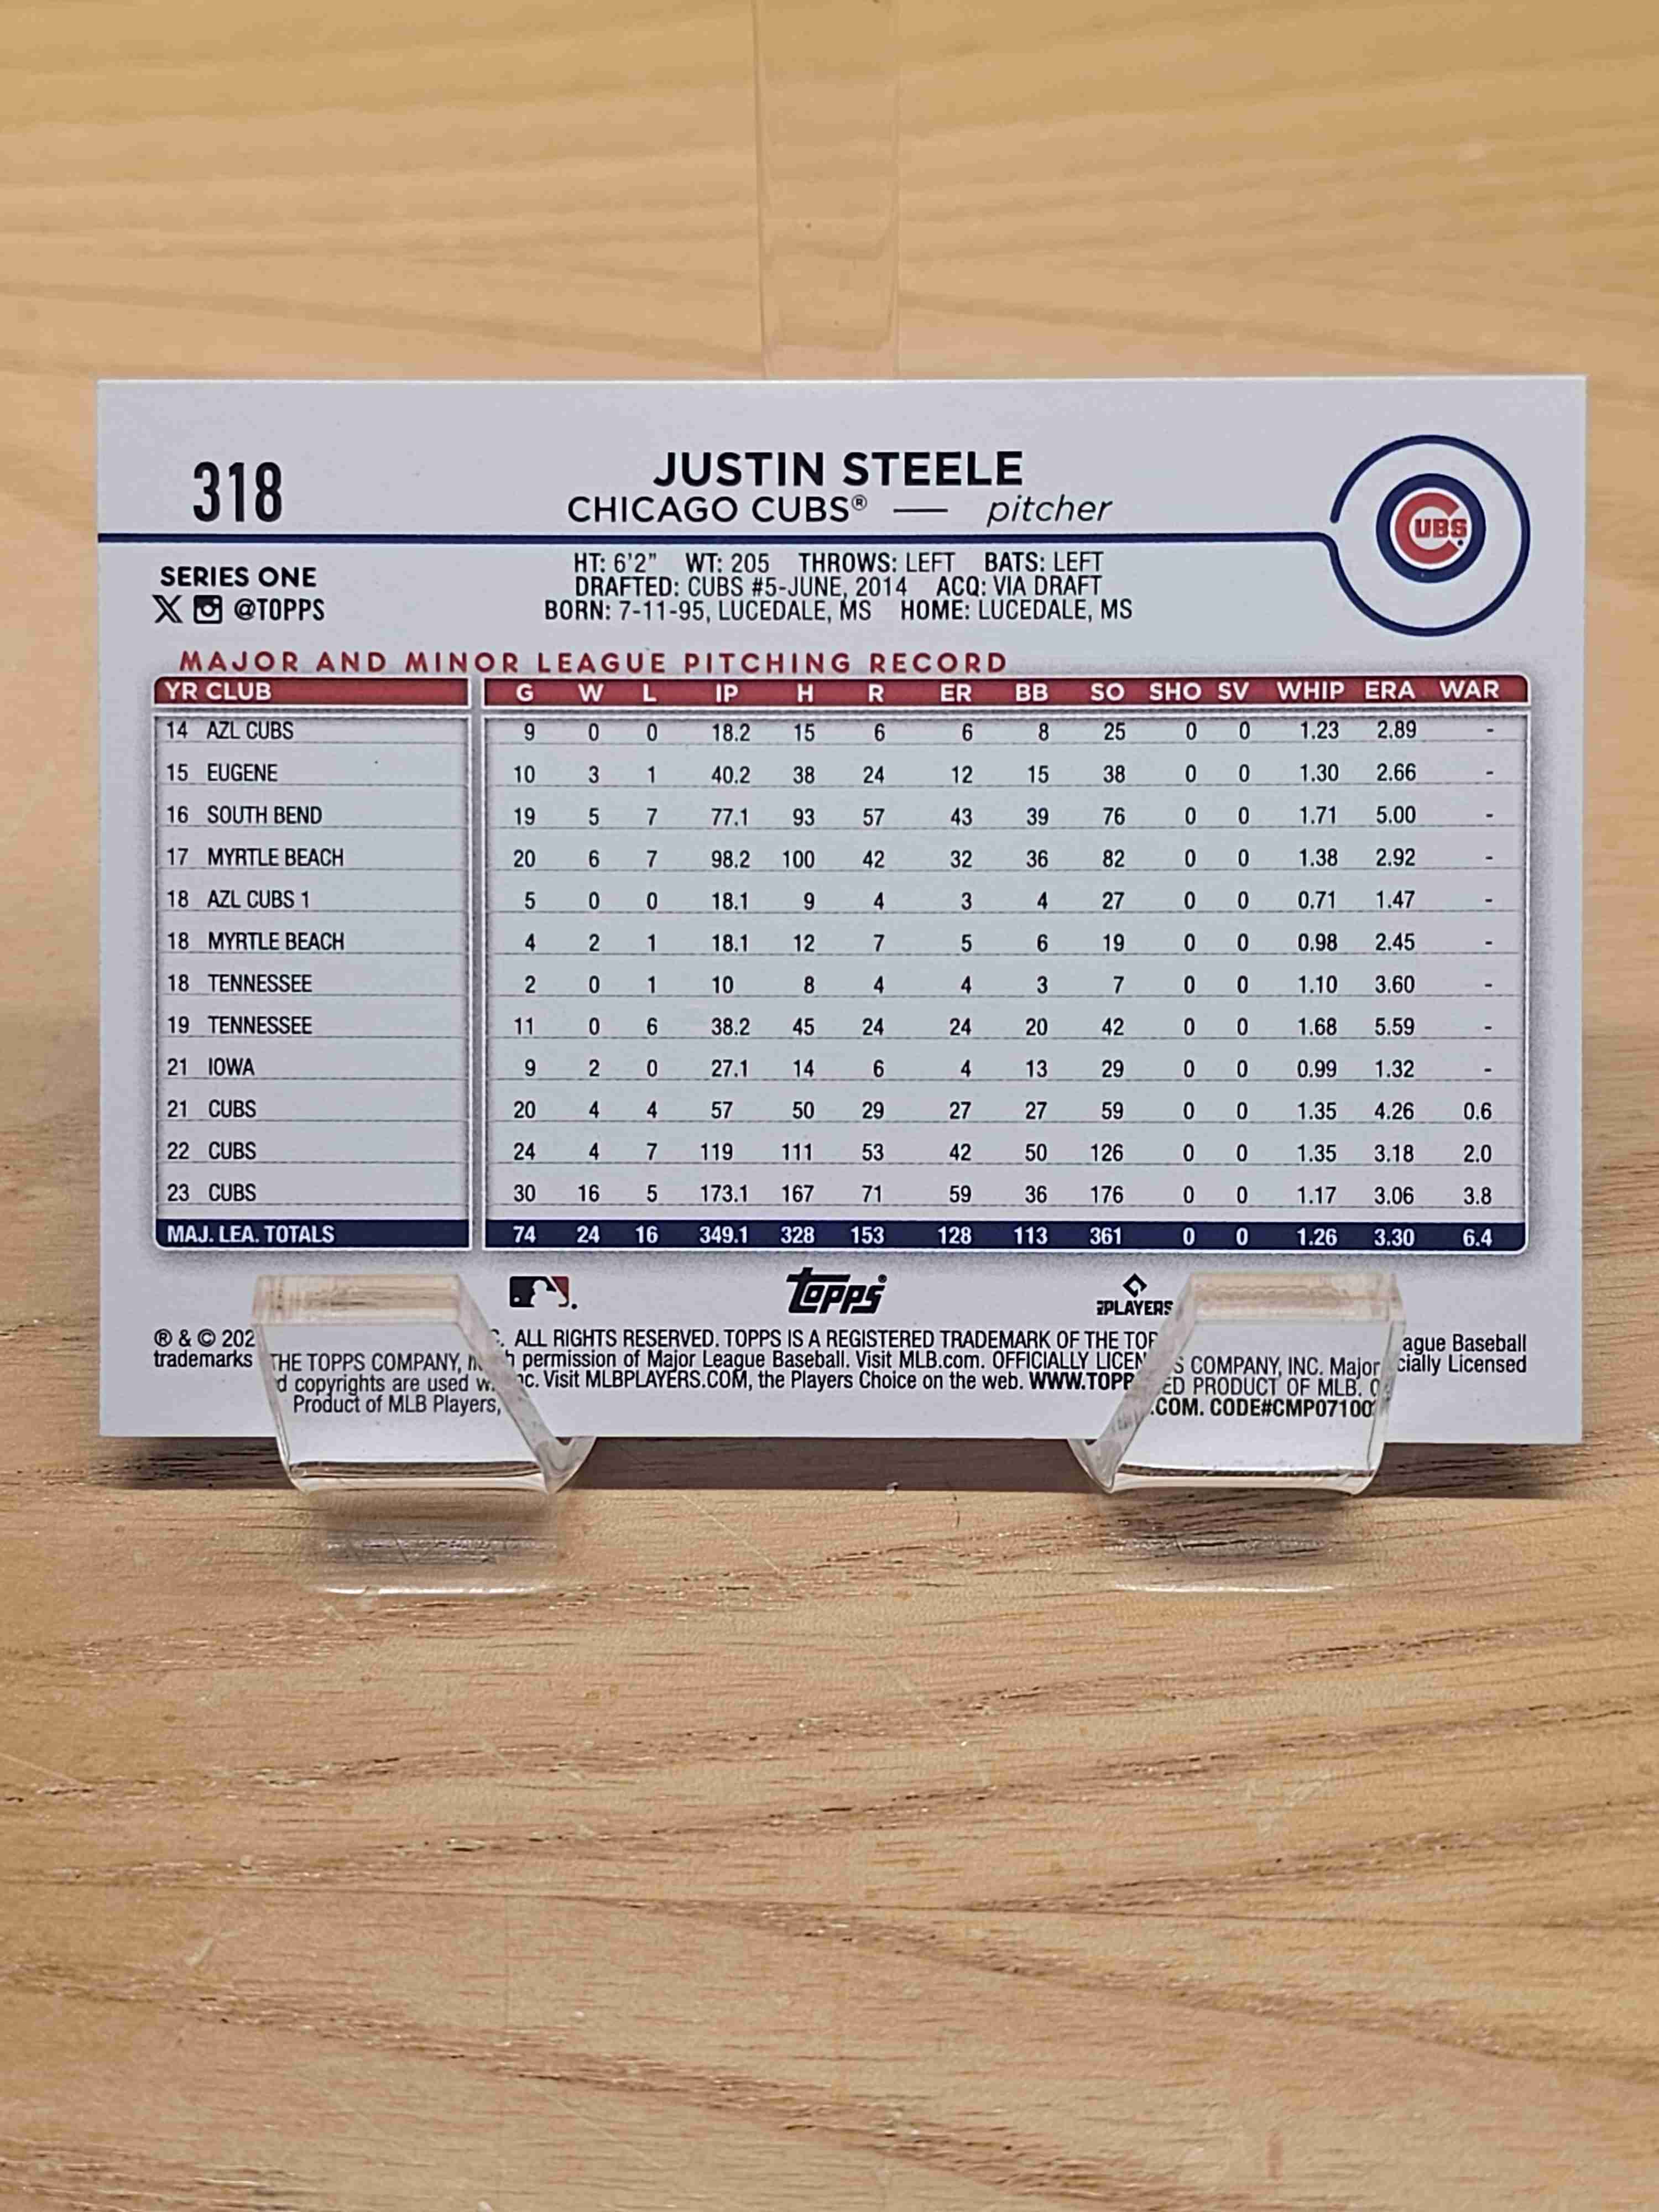 318
JUSTIN STEELE
CHICAGO CUBS® — pitcher
CUBS
SERIES ONE
@TOPPS
HT: 6'2" WT: 205 THROWS: LEFT BATS: LEFT
DRAFTED: CUBS #5-JUNE, 2014 ACQ: VIA DRAFT
BORN: 7-11-95, LUCEDALE, MS HOME: LUCEDALE, MS
MAJOR AND MINOR LEAGUE PITCHING RECORD
YR CLUB G W L IP H R ER BB SO SHO SV WHIP ERA WAR
14 AZL CUBS 9 0 0 18.2 15 6 6 8 25 0 0 1.23 2.89 -
15 EUGENE 10 3 1 40.2 38 24 12 15 38 0 0 1.30 2.66 -
16 SOUTH BEND 19 5 7 77.1 93 57 43 39 76 0 0 1.71 5.00 -
17 MYRTLE BEACH 20 6 7 98.2 100 42 32 36 82 0 0 1.38 2.92 -
18 AZL CUBS 1 5 0 0 18.1 9 4 3 4 27 0 0 0.71 1.47 -
18 MYRTLE BEACH 4 2 1 18.1 12 7 5 6 19 0 0 0.98 2.45 -
18 TENNESSEE 2 0 1 10 8 4 4 3 7 0 0 1.10 3.60 -
19 TENNESSEE 11 0 6 38.2 45 24 24 20 42 0 0 1.68 5.59 -
21 IOWA 9 2 0 27.1 14 6 4 13 29 0 0 0.99 1.32 -
21 CUBS 20 4 4 57 50 29 27 27 59 0 0 1.35 4.26 0.6
22 CUBS 24 4 7 119 111 53 42 50 126 0 0 1.35 3.18 2.0
23 CUBS 30 16 5 173.1 167 71 59 36 176 0 0 1.17 3.06 3.8
MAJ. LEA. TOTALS 74 24 16 349.1 328 153 128 113 361 0 0 1.26 3.30 6.4
topps®
PLAYERS
® & © 202 THE TOPPS COMPANY, ALL RIGHTS RESERVED. TOPPS IS A REGISTERED TRADEMARK OF THE TOPPS COMPANY, INC. Major League Baseball
trademarks and copyrights are used with permission of Major League Baseball. Visit MLB.com. OFFICIALLY LICENSED PRODUCT OF MLB. Officially Licensed
Product of MLB Players, Inc. Visit MLBPLAYERS.COM, the Players Choice on the web. WWW.TOPPS.COM. CODE#CMP07100